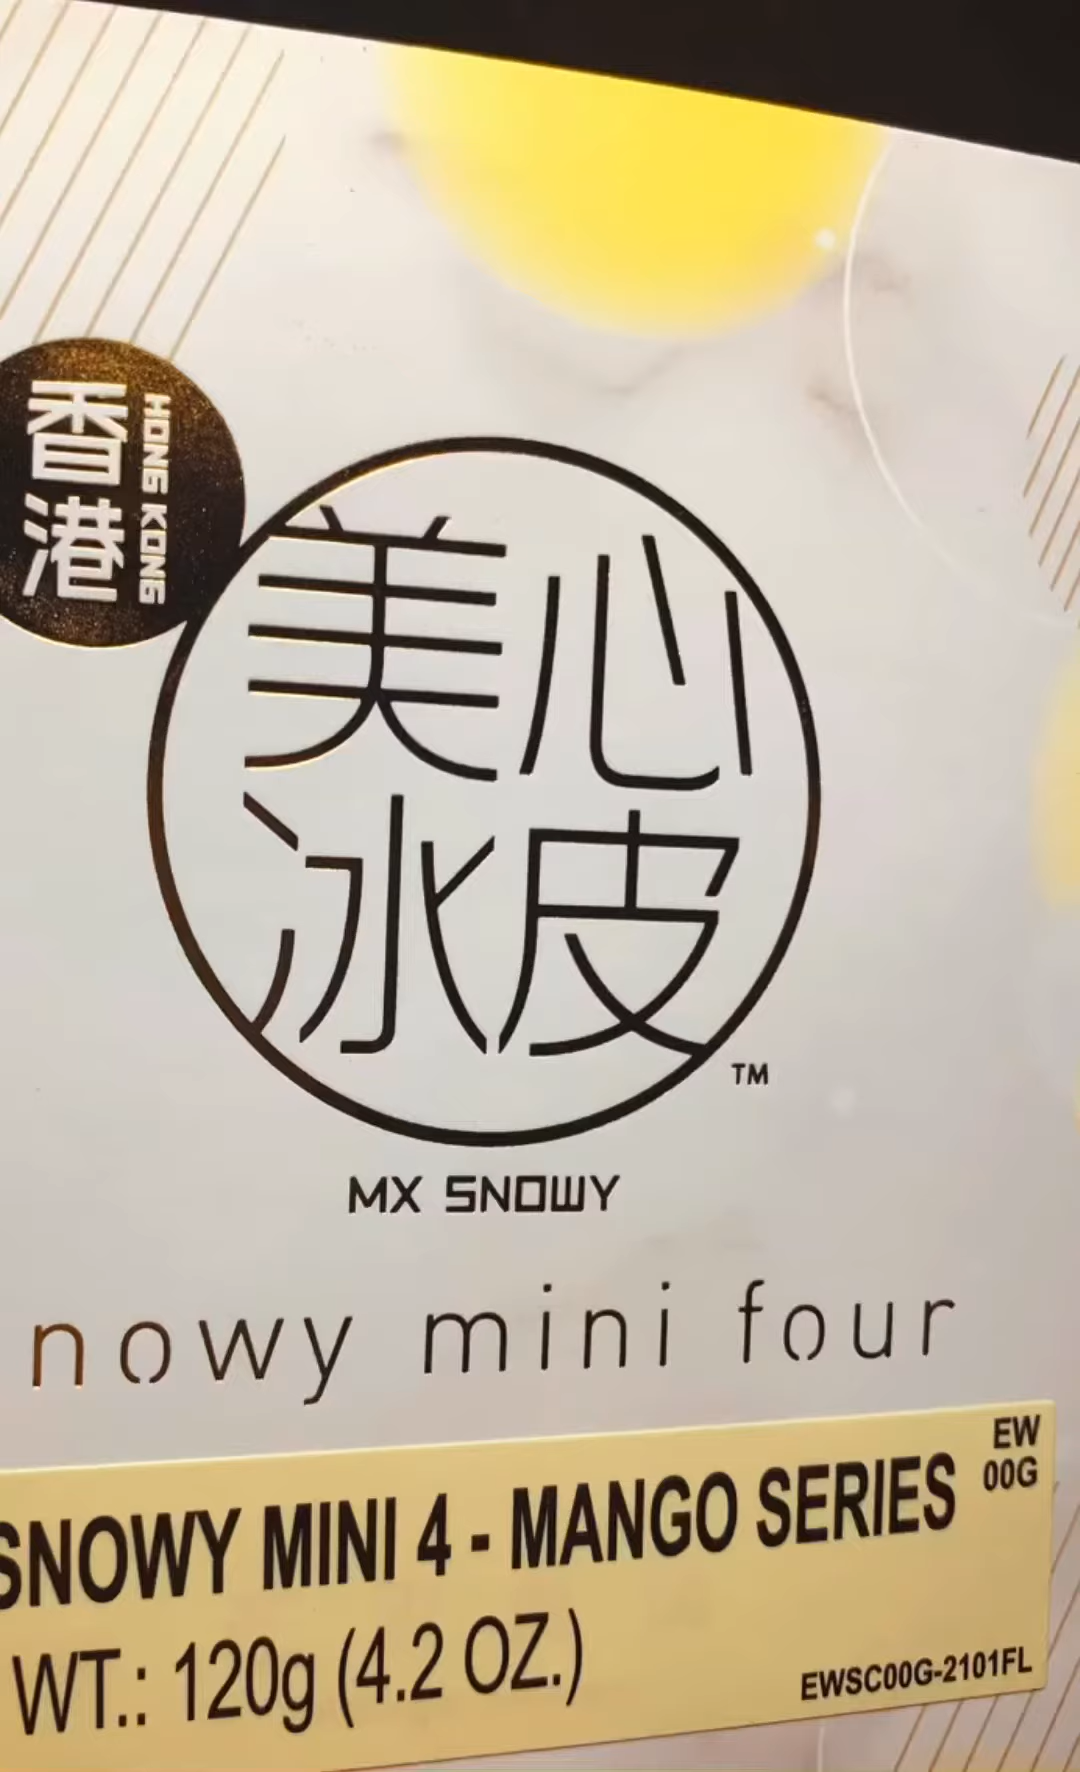 香港
HONG KONG
美心
冰皮
TM
MX SNOWY
nowy mini four
SNOWY MINI 4 - MANGO SERIES
EW
00G
WT.: 120g (4.2 OZ.)
EWSC00G-2101FL